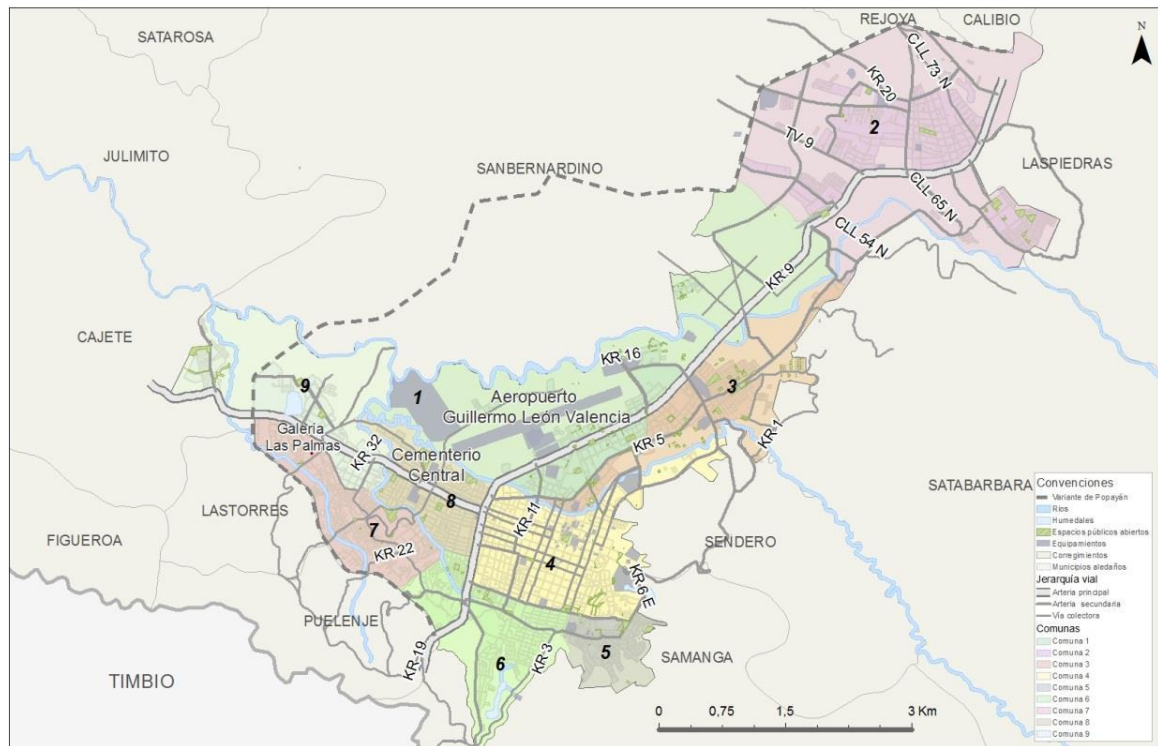 REJOYA
CALIBIO
N
SATAROSA
CLL 73 N
KR 20
2
JULIMITO
TV 9
LASPIEDRAS
SANBERNARDINO
CLL 65 N
CLL 54 N
KR 9
CAJETE
KR 16
9
1
3
Aeropuerto
Guillermo León Valencia
KR 1
Galería
Las Palmas
KR 32
KR 5
Cementerio
Central
SATABARBARA
8
LASTORRES
KR 11
SENDERO
FIGUEROA
7
KR 22
4
KR 6 E
PUELENJE
5
KR 19
6
KR 3
SAMANGA
TIMBIO
0 0,75 1,5 3 Km
Convenciones
Variante de Popayán
Rios
Humedales
Espacios públicos abiertos
Equipamientos
Corregimientos
Municipios aledaños
Jerarquía vial
Arteria principal
Arteria secundaria
Vía colectora
Comunas
Comuna 1
Comuna 2
Comuna 3
Comuna 4
Comuna 5
Comuna 6
Comuna 7
Comuna 8
Comuna 9